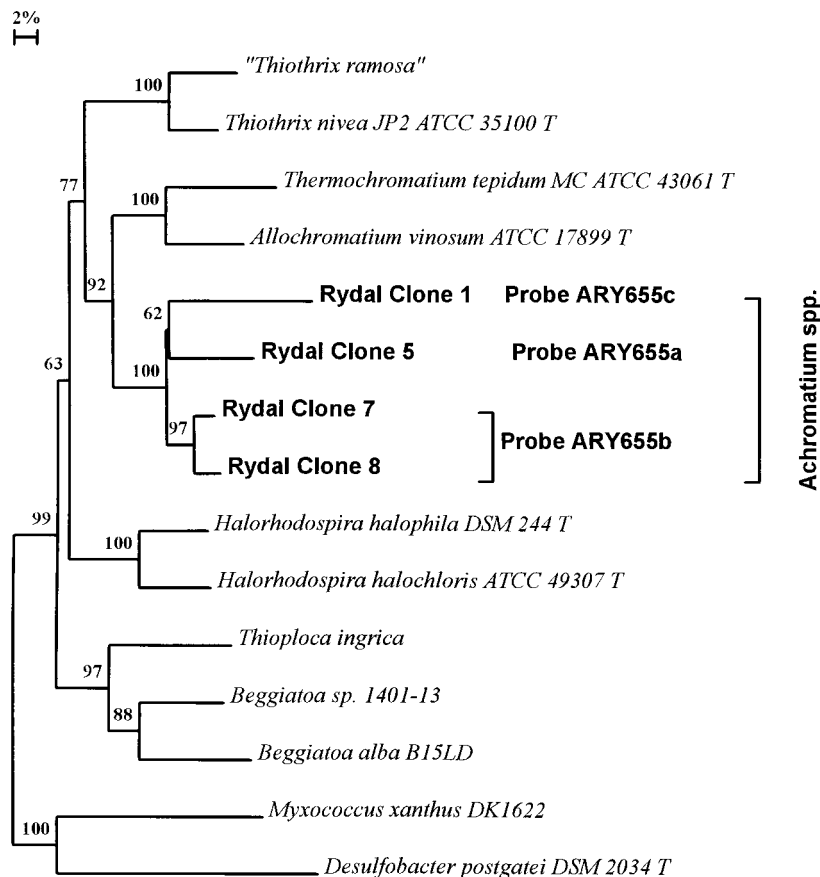 2%
"Thiothrix ramosa"
100
Thiothrix nivea JP2 ATCC 35100 T
Thermochromatium tepidum MC ATCC 43061 T
77
100
Allochromatium vinosum ATCC 17899 T
92
Rydal Clone 1 Probe ARY655c
62
Rydal Clone 5 Probe ARY655a
100
63
Rydal Clone 7
97
Probe ARY655b
Rydal Clone 8
Achromatium spp.
Halorhodospira halophila DSM 244 T
99
100
Halorhodospira halochloris ATCC 49307 T
Thioploca ingrica
97
Beggiatoa sp. 1401-13
88
Beggiatoa alba B15LD
Myxococcus xanthus DK1622
100
Desulfobacter postgatei DSM 2034 T